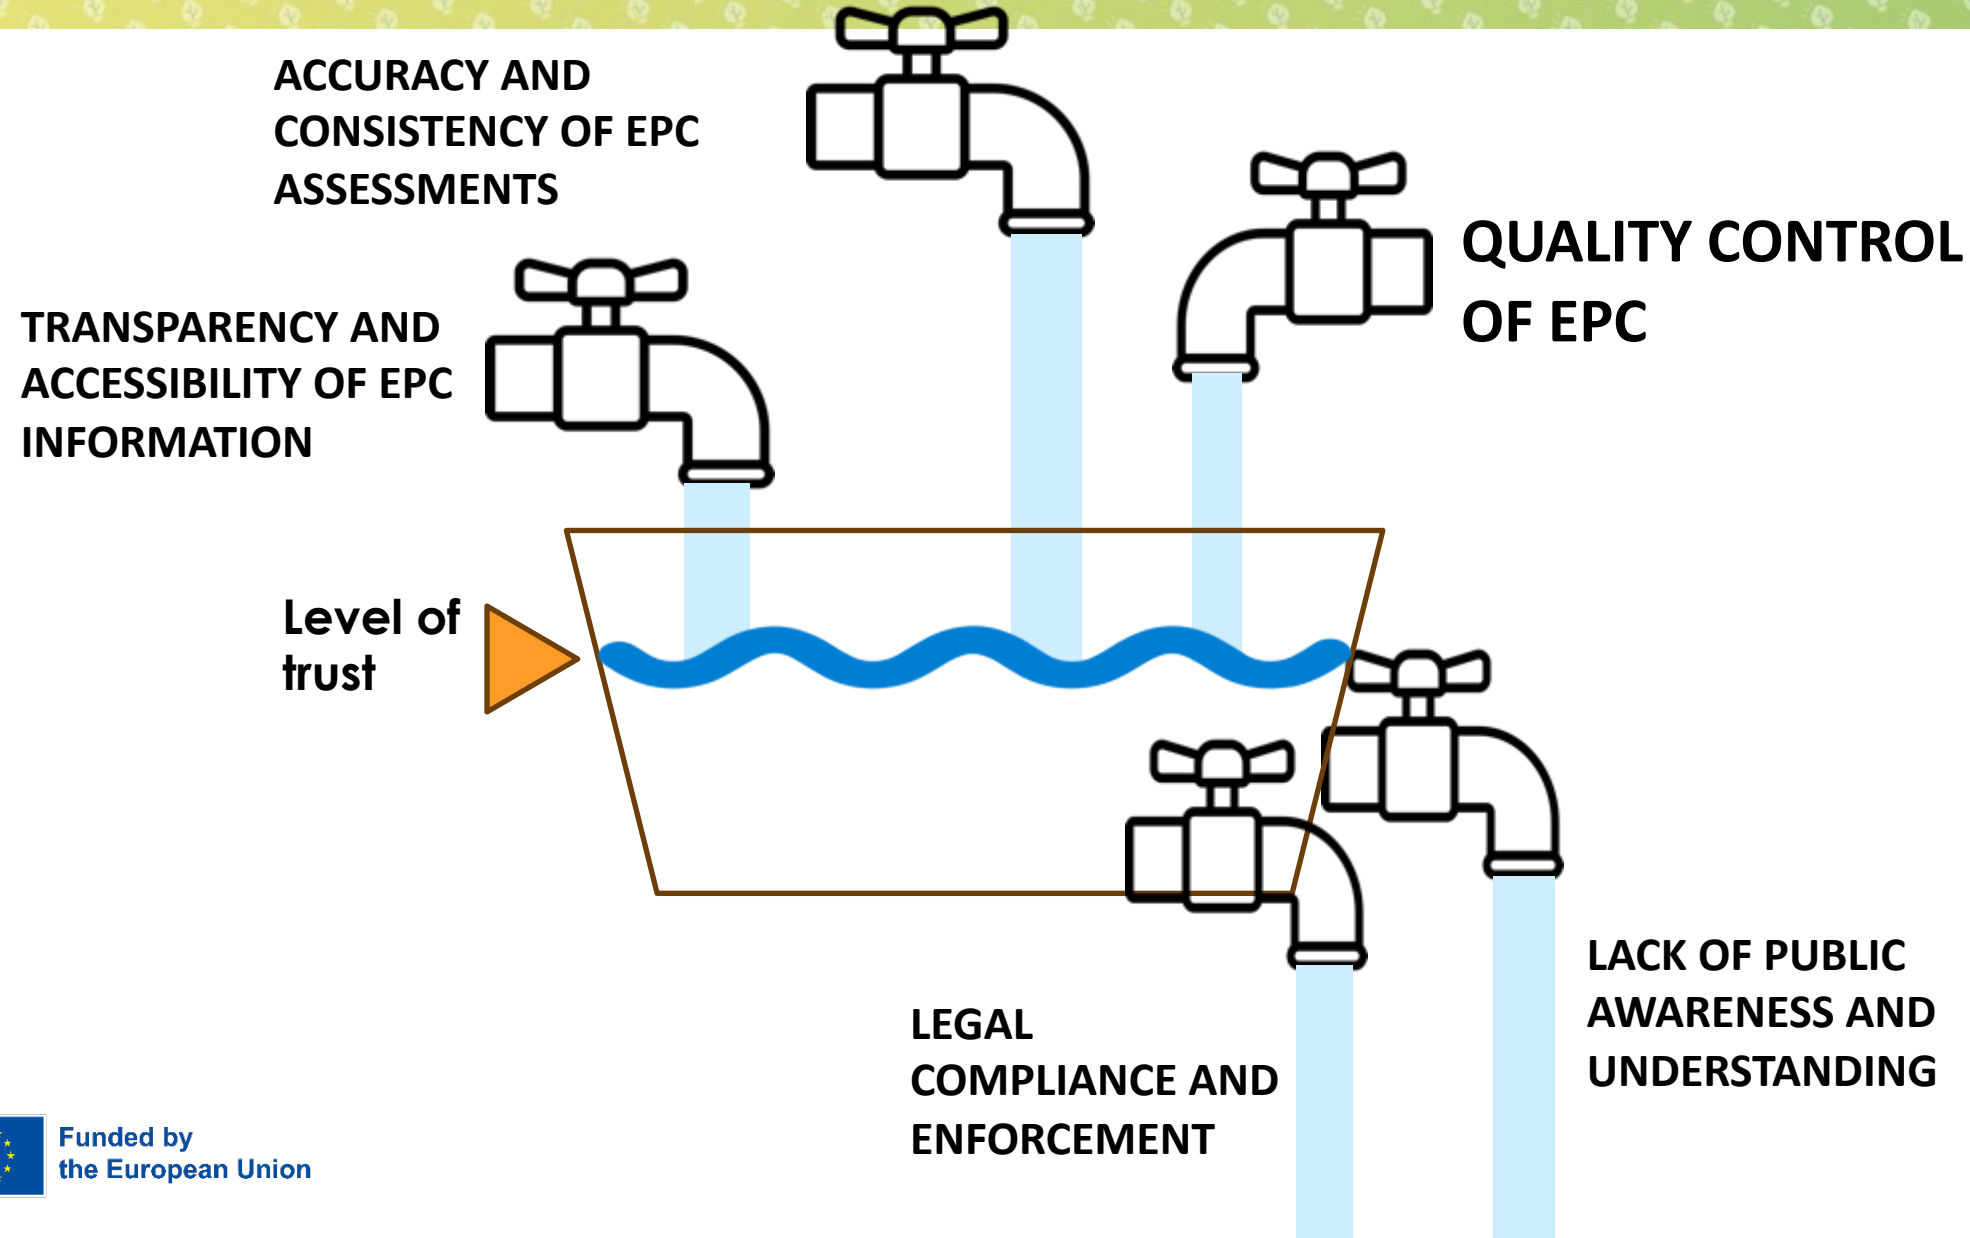 ACCURACY AND
CONSISTENCY OF EPC
ASSESSMENTS
QUALITY CONTROL
OF EPC
TRANSPARENCY AND
ACCESSIBILITY OF EPC
INFORMATION
Level of
trust
LACK OF PUBLIC
AWARENESS AND
UNDERSTANDING
LEGAL
COMPLIANCE AND
ENFORCEMENT
Funded by
the European Union